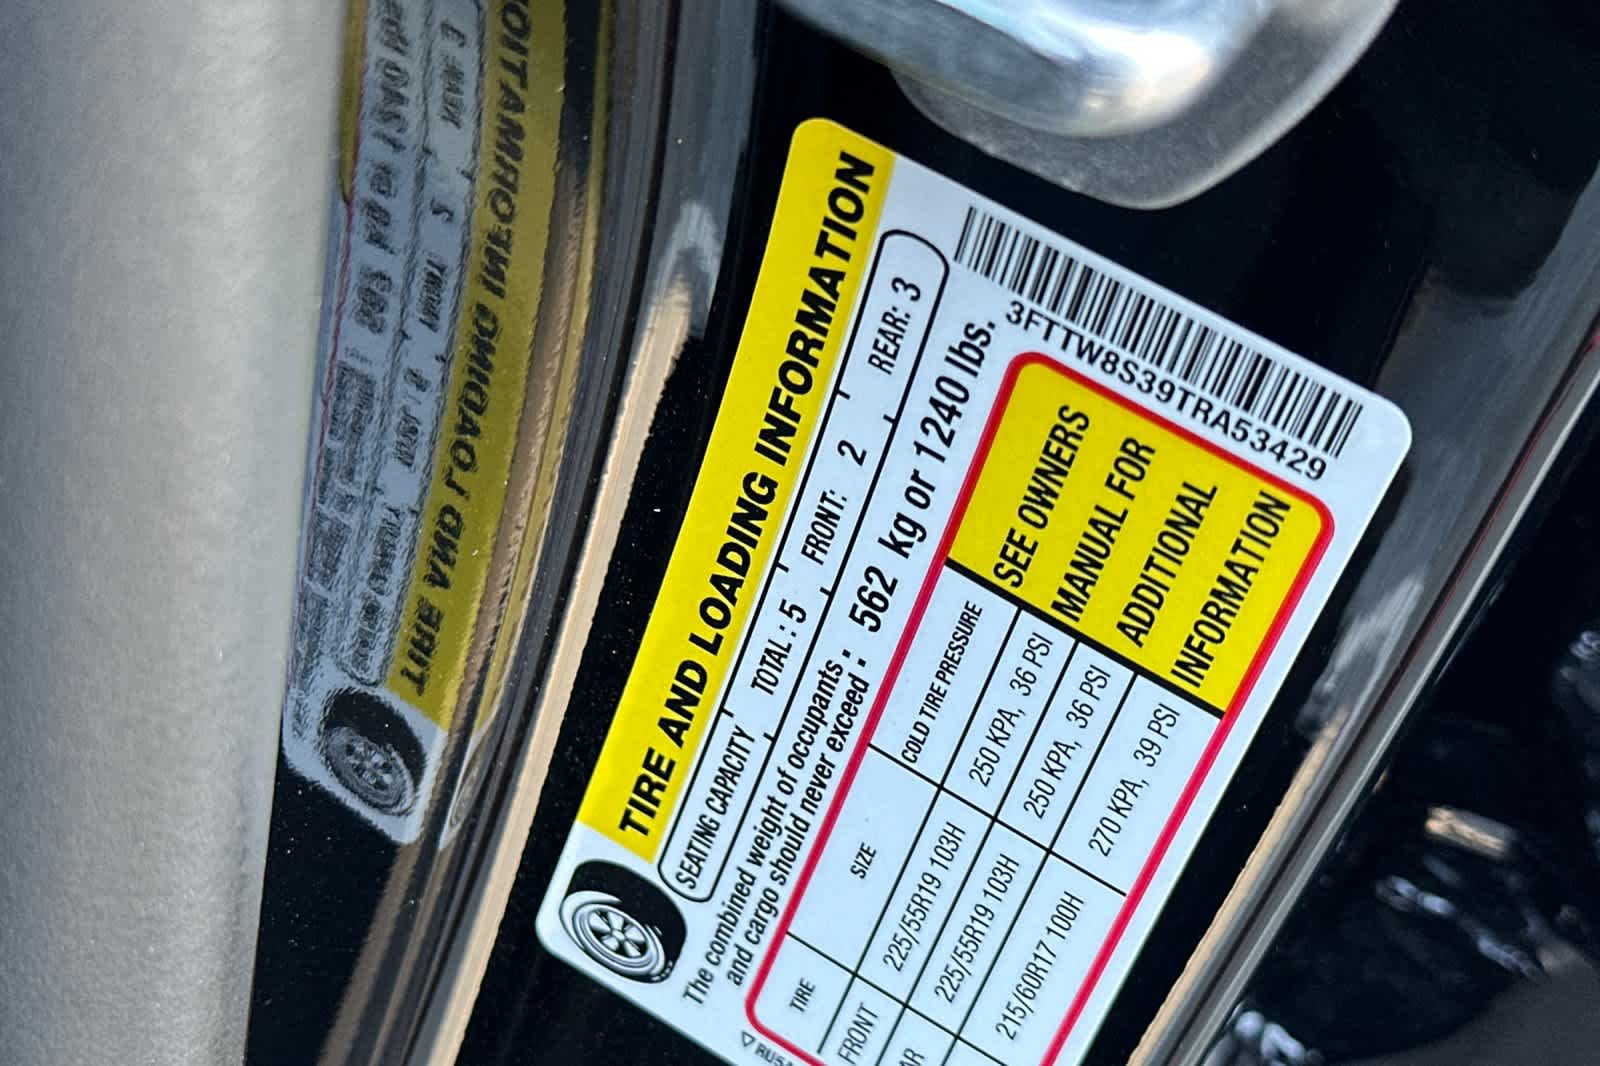 TIRE AND LOADING INFORMATION
SEATING CAPACITY TOTAL: 5 FRONT: 2 REAR: 3
The combined weight of occupants : 562 kg or 1240 lbs.
and cargo should never exceed :
TIRE SIZE COLD TIRE PRESSURE
FRONT 225/55R19 103H 250 KPA, 36 PSI
AR 225/55R19 103H 250 KPA, 36 PSI
215/60R17 100H 270 KPA, 39 PSI
SEE OWNERS
MANUAL FOR
ADDITIONAL
INFORMATION
3FTTW8S39TRA53429